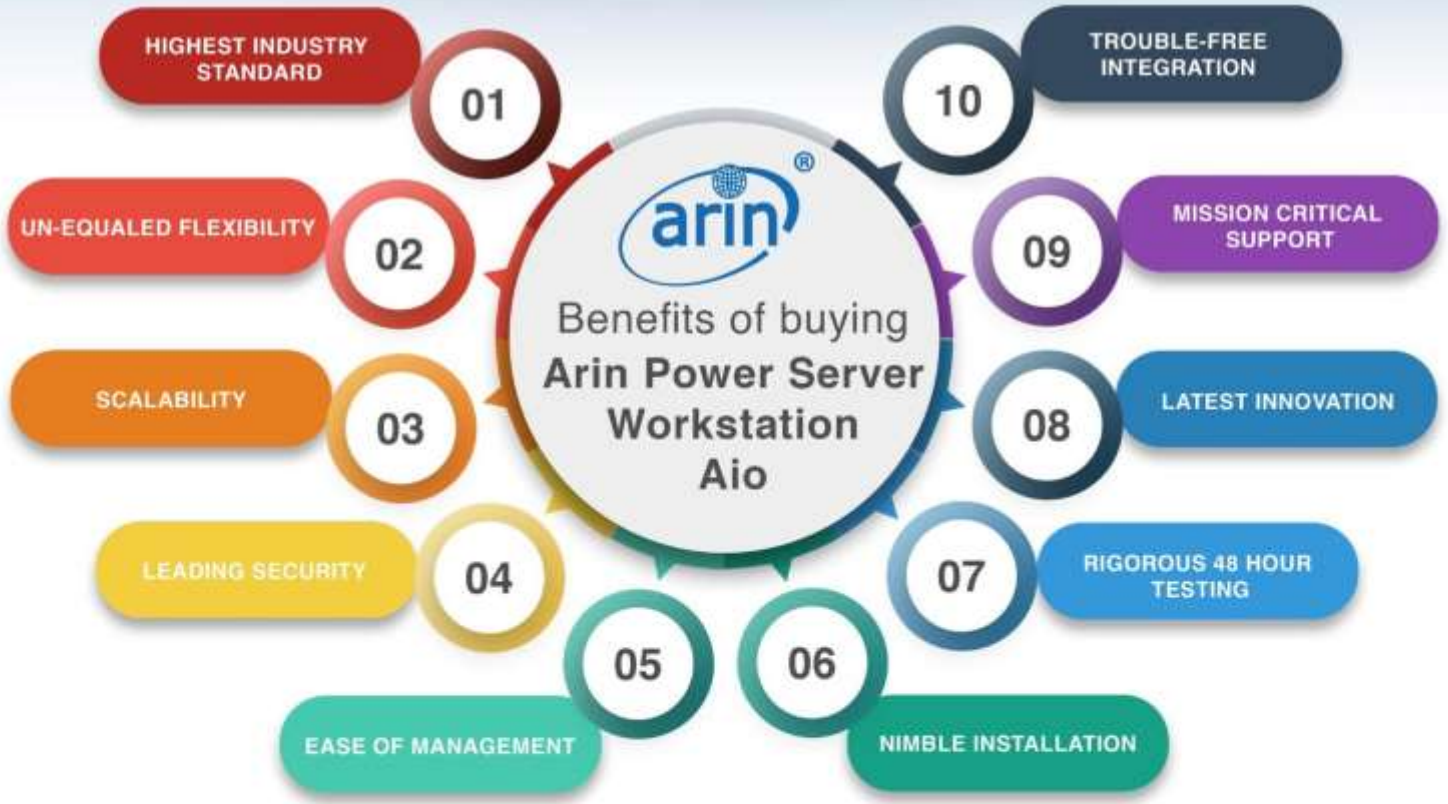 arin®
Benefits of buying
Arin Power Server
Workstation
Aio
01
HIGHEST INDUSTRY
STANDARD
02
UN-EQUALED FLEXIBILITY
03
SCALABILITY
04
LEADING SECURITY
05
EASE OF MANAGEMENT
06
NIMBLE INSTALLATION
07
RIGOROUS 48 HOUR
TESTING
08
LATEST INNOVATION
09
MISSION CRITICAL
SUPPORT
10
TROUBLE-FREE
INTEGRATION